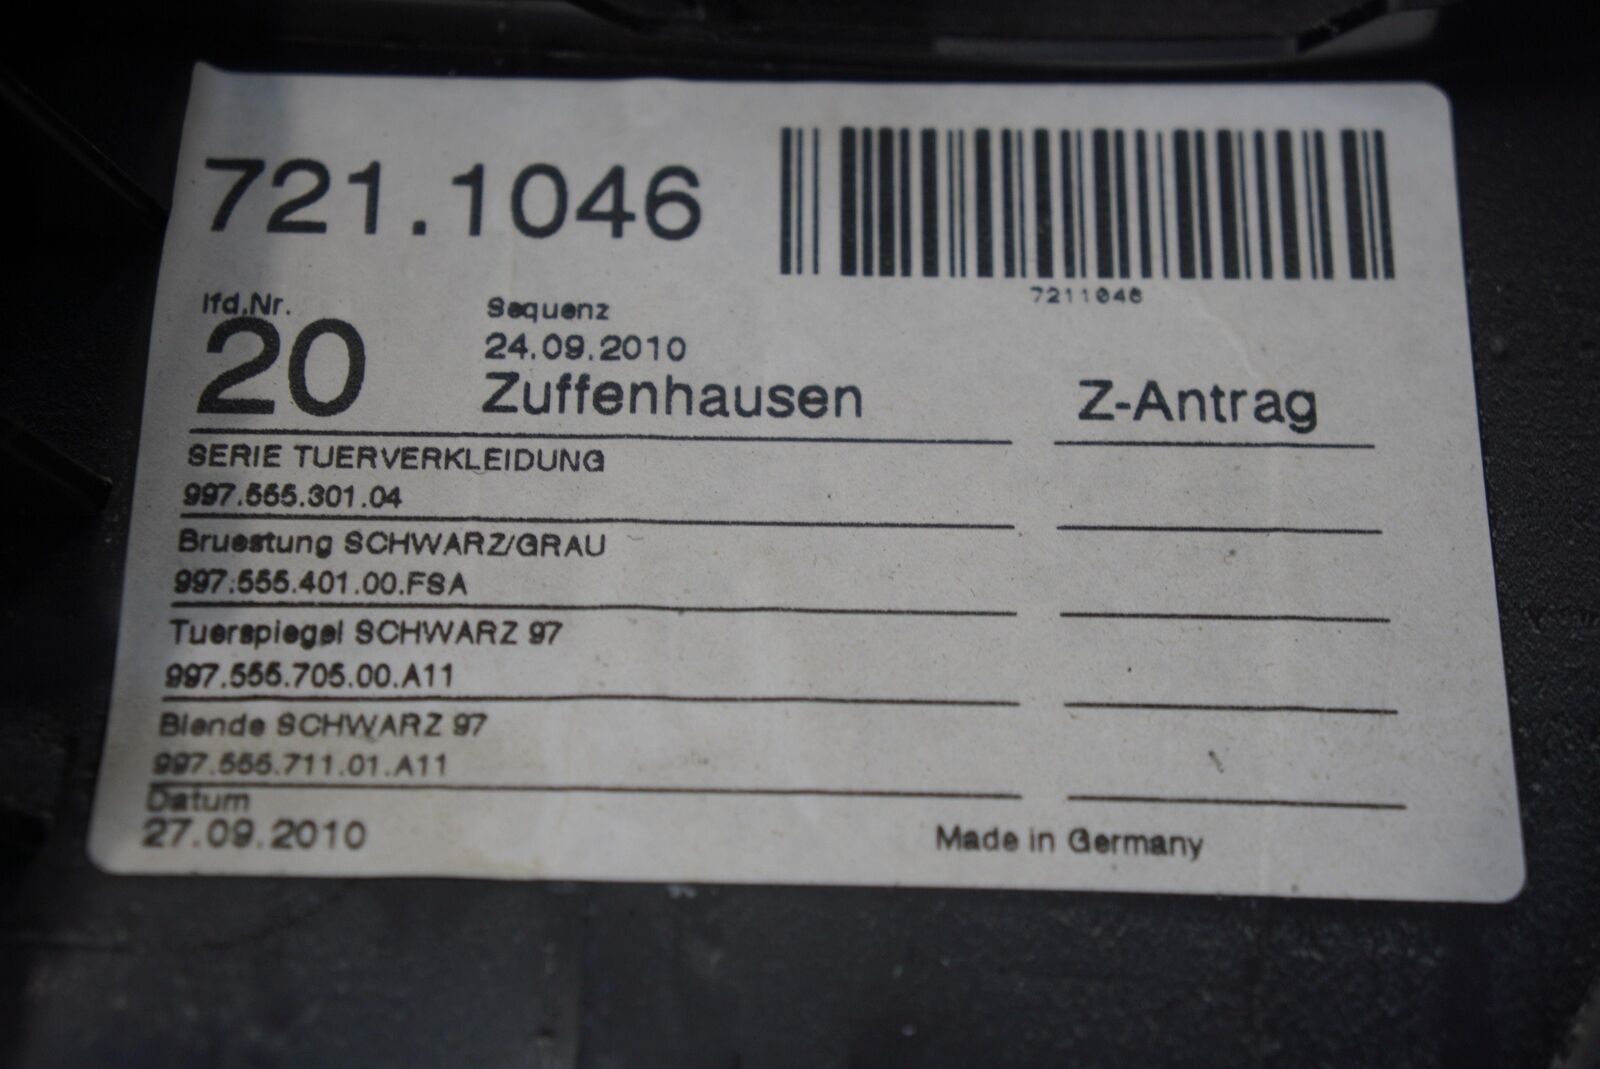 721.1046
7211046
lfd.Nr.
20
Sequenz
24.09.2010
Zuffenhausen
Z-Antrag
SERIE TUERVERKLEIDUNG
997.555.301.04
Bruestung SCHWARZ/GRAU
997.555.401.00.FSA
Tuerspiegel SCHWARZ 97
997.555.705.00.A11
Blende SCHWARZ 97
997.555.711.01.A11
Datum
27.09.2010
Made in Germany